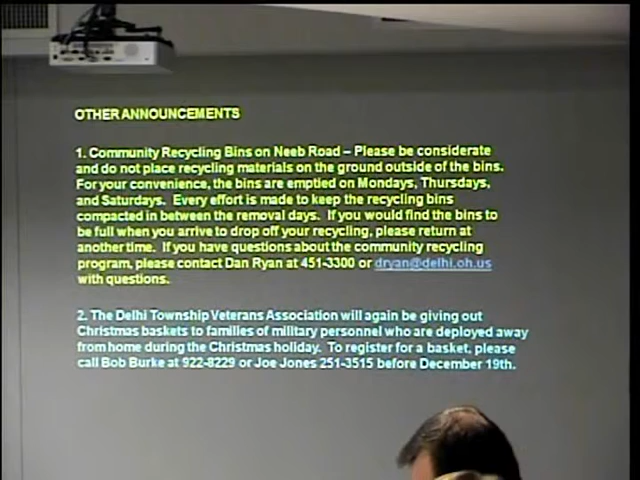 OTHER ANNOUNCEMENTS
1. Community Recycling Bins on Neeb Road – Please be considerate
and do not place recycling materials on the ground outside of the bins.
For your convenience, the bins are emptied on Mondays, Thursdays,
and Saturdays. Every effort is made to keep the recycling bins
compacted in between the removal days. If you would find the bins to
be full when you arrive to drop off your recycling, please return at
another time. If you have questions about the community recycling
program, please contact Dan Ryan at 451-3300 or dryan@delhi.oh.us
with questions.
2. The Delhi Township Veterans Association will again be giving out
Christmas baskets to families of military personnel who are deployed away
from home during the Christmas holiday. To register for a basket, please
call Bob Burke at 922-8229 or Joe Jones 251-3515 before December 19th.